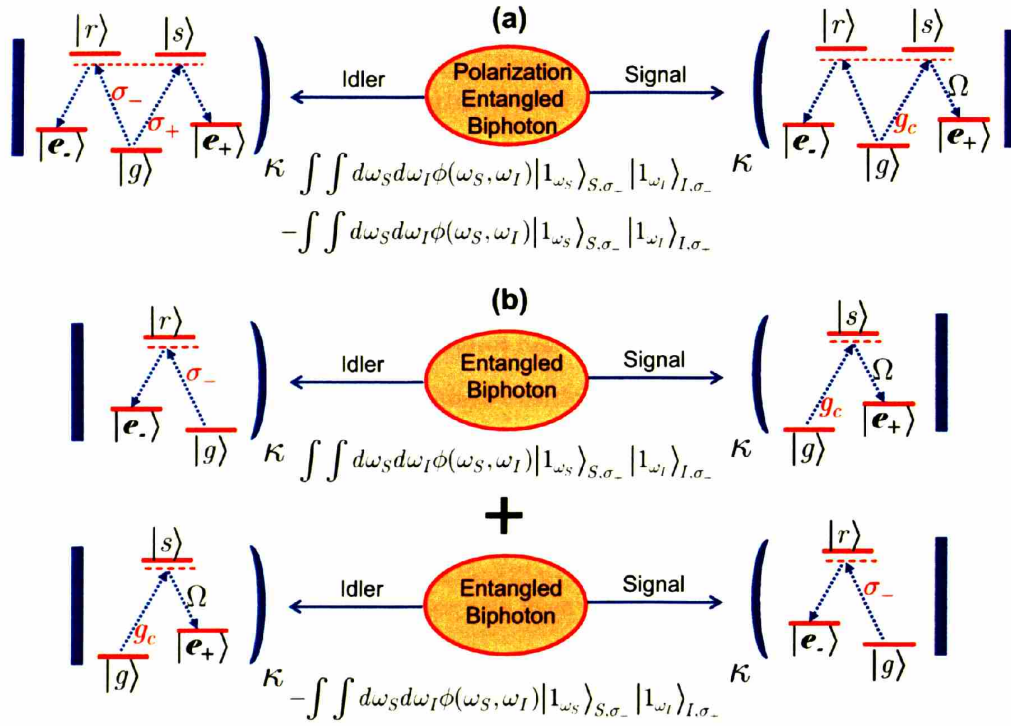 (a)
|r⟩ |s⟩
σ₋ σ₊
|e₋⟩ |g⟩ |e₊⟩
κ
Idler
Polarization
Entangled
Biphoton
Signal
|r⟩ |s⟩
g_c Ω
|e₋⟩ |g⟩ |e₊⟩
κ
∫∫ dω_S dω_I ϕ(ω_S, ω_I)|1_{ω_S}⟩_{S,σ₋} |1_{ω_I}⟩_{I,σ₋}
−∫∫ dω_S dω_I ϕ(ω_S, ω_I)|1_{ω_S}⟩_{S,σ₋} |1_{ω_I}⟩_{I,σ₊}
(b)
|r⟩
σ₋
|e₋⟩ |g⟩
κ
Idler
Entangled
Biphoton
Signal
|s⟩
g_c Ω
|g⟩ |e₊⟩
κ
∫∫ dω_S dω_I ϕ(ω_S, ω_I)|1_{ω_S}⟩_{S,σ₋} |1_{ω_I}⟩_{I,σ₋}
+
|s⟩
g_c Ω
|g⟩ |e₊⟩
κ
Idler
Entangled
Biphoton
Signal
|r⟩
σ₋
|e₋⟩ |g⟩
κ
−∫∫ dω_S dω_I ϕ(ω_S, ω_I)|1_{ω_S}⟩_{S,σ₋} |1_{ω_I}⟩_{I,σ₊}